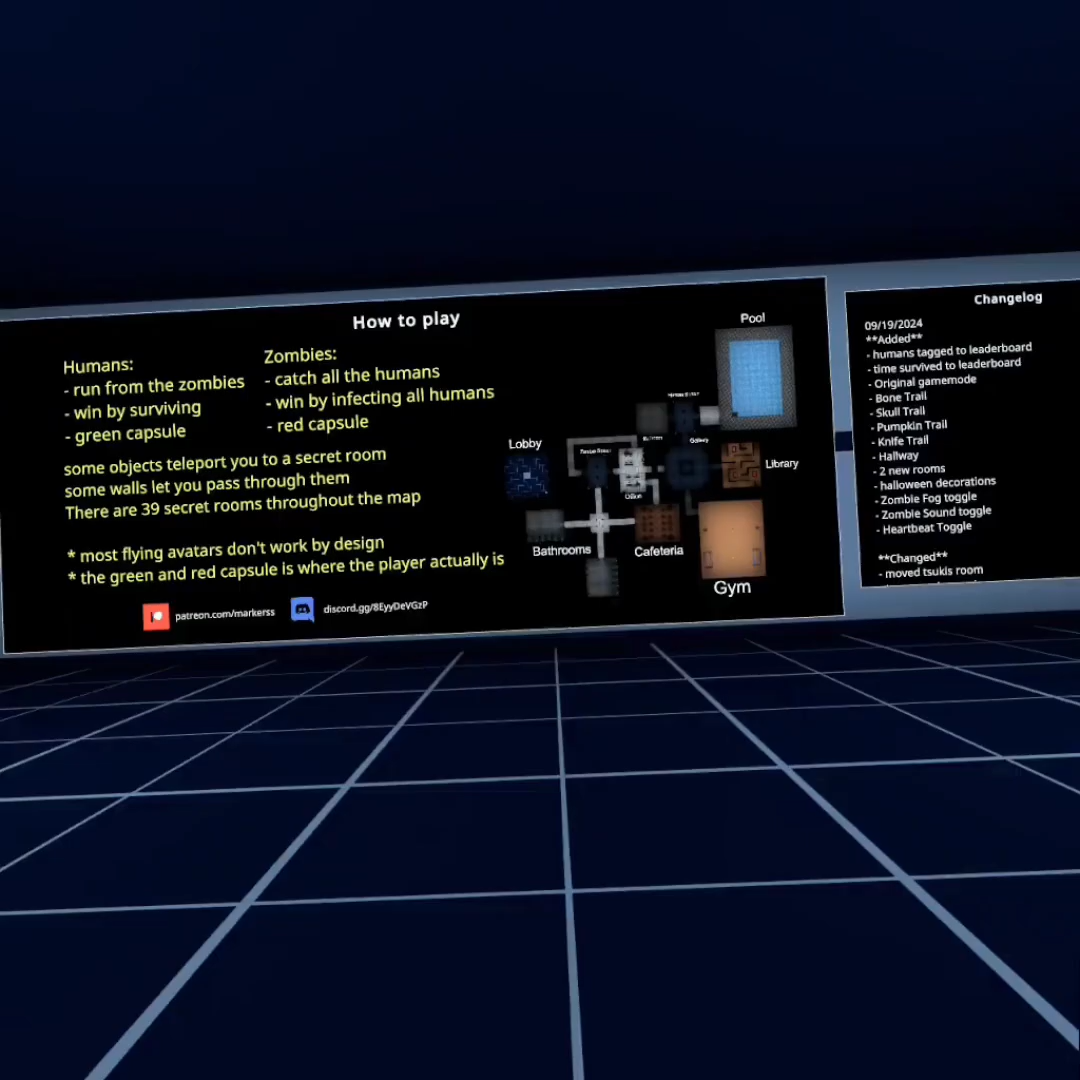 How to play
Humans:
- run from the zombies
- win by surviving
- green capsule
Zombies:
- catch all the humans
- win by infecting all humans
- red capsule
some objects teleport you to a secret room
some walls let you pass through them
There are 39 secret rooms throughout the map
* most flying avatars don't work by design
* the green and red capsule is where the player actually is
patreon.com/markerss
discord.gg/8EyyDeVGzP
Pool
Lobby
Gallery
Library
Office
Bathrooms
Cafeteria
Gym
Changelog
09/19/2024
**Added**
- humans tagged to leaderboard
- time survived to leaderboard
- Original gamemode
- Bone Trail
- Skull Trail
- Pumpkin Trail
- Knife Trail
- Hallway
- 2 new rooms
- halloween decorations
- Zombie Fog toggle
- Zombie Sound toggle
- Heartbeat Toggle
**Changed**
- moved tsukis room